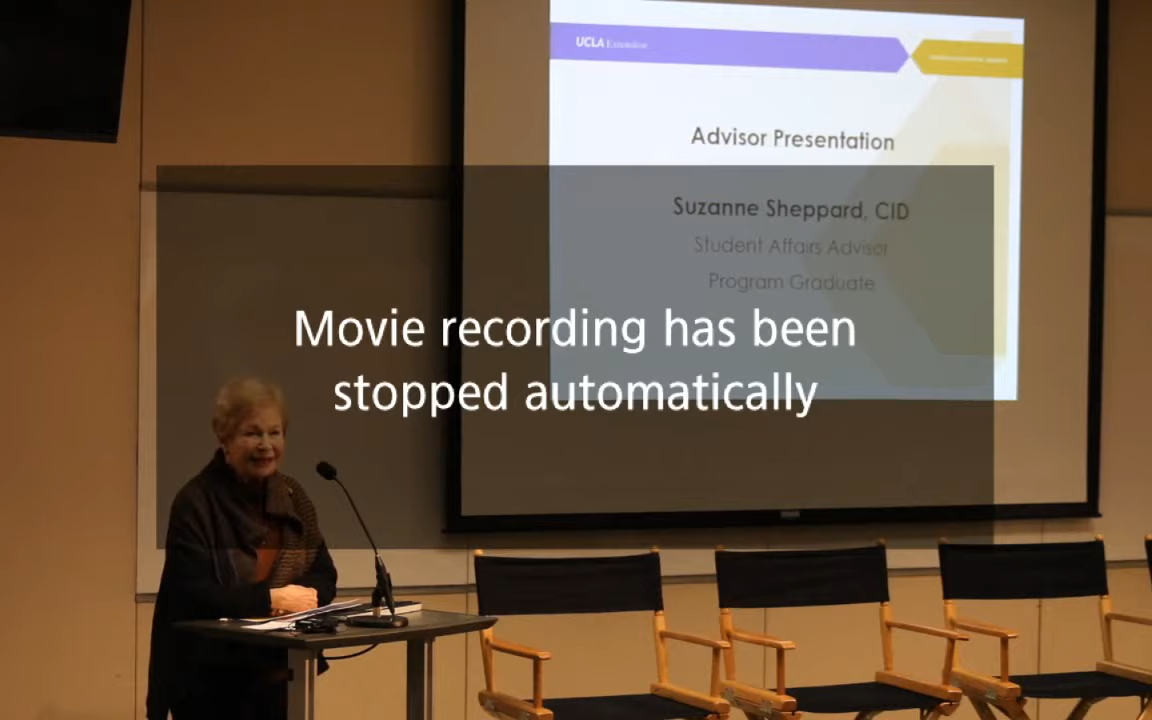 UCLA Extension
Advisor Presentation
Suzanne Sheppard, CID
Student Affairs Advisor
Program Graduate
Movie recording has been
stopped automatically